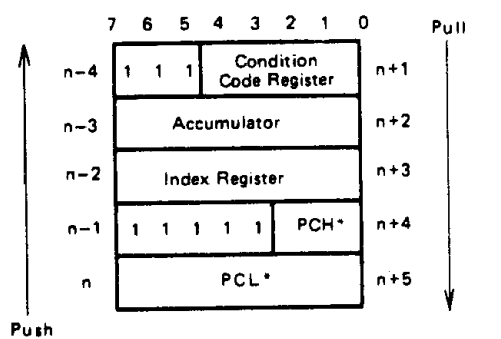 7 6 5 4 3 2 1 0 Pull
n-4 1 1 1 Condition Code Register n+1
n-3 Accumulator n+2
n-2 Index Register n+3
n-1 1 1 1 1 1 PCH* n+4
n PCL* n+5
Push